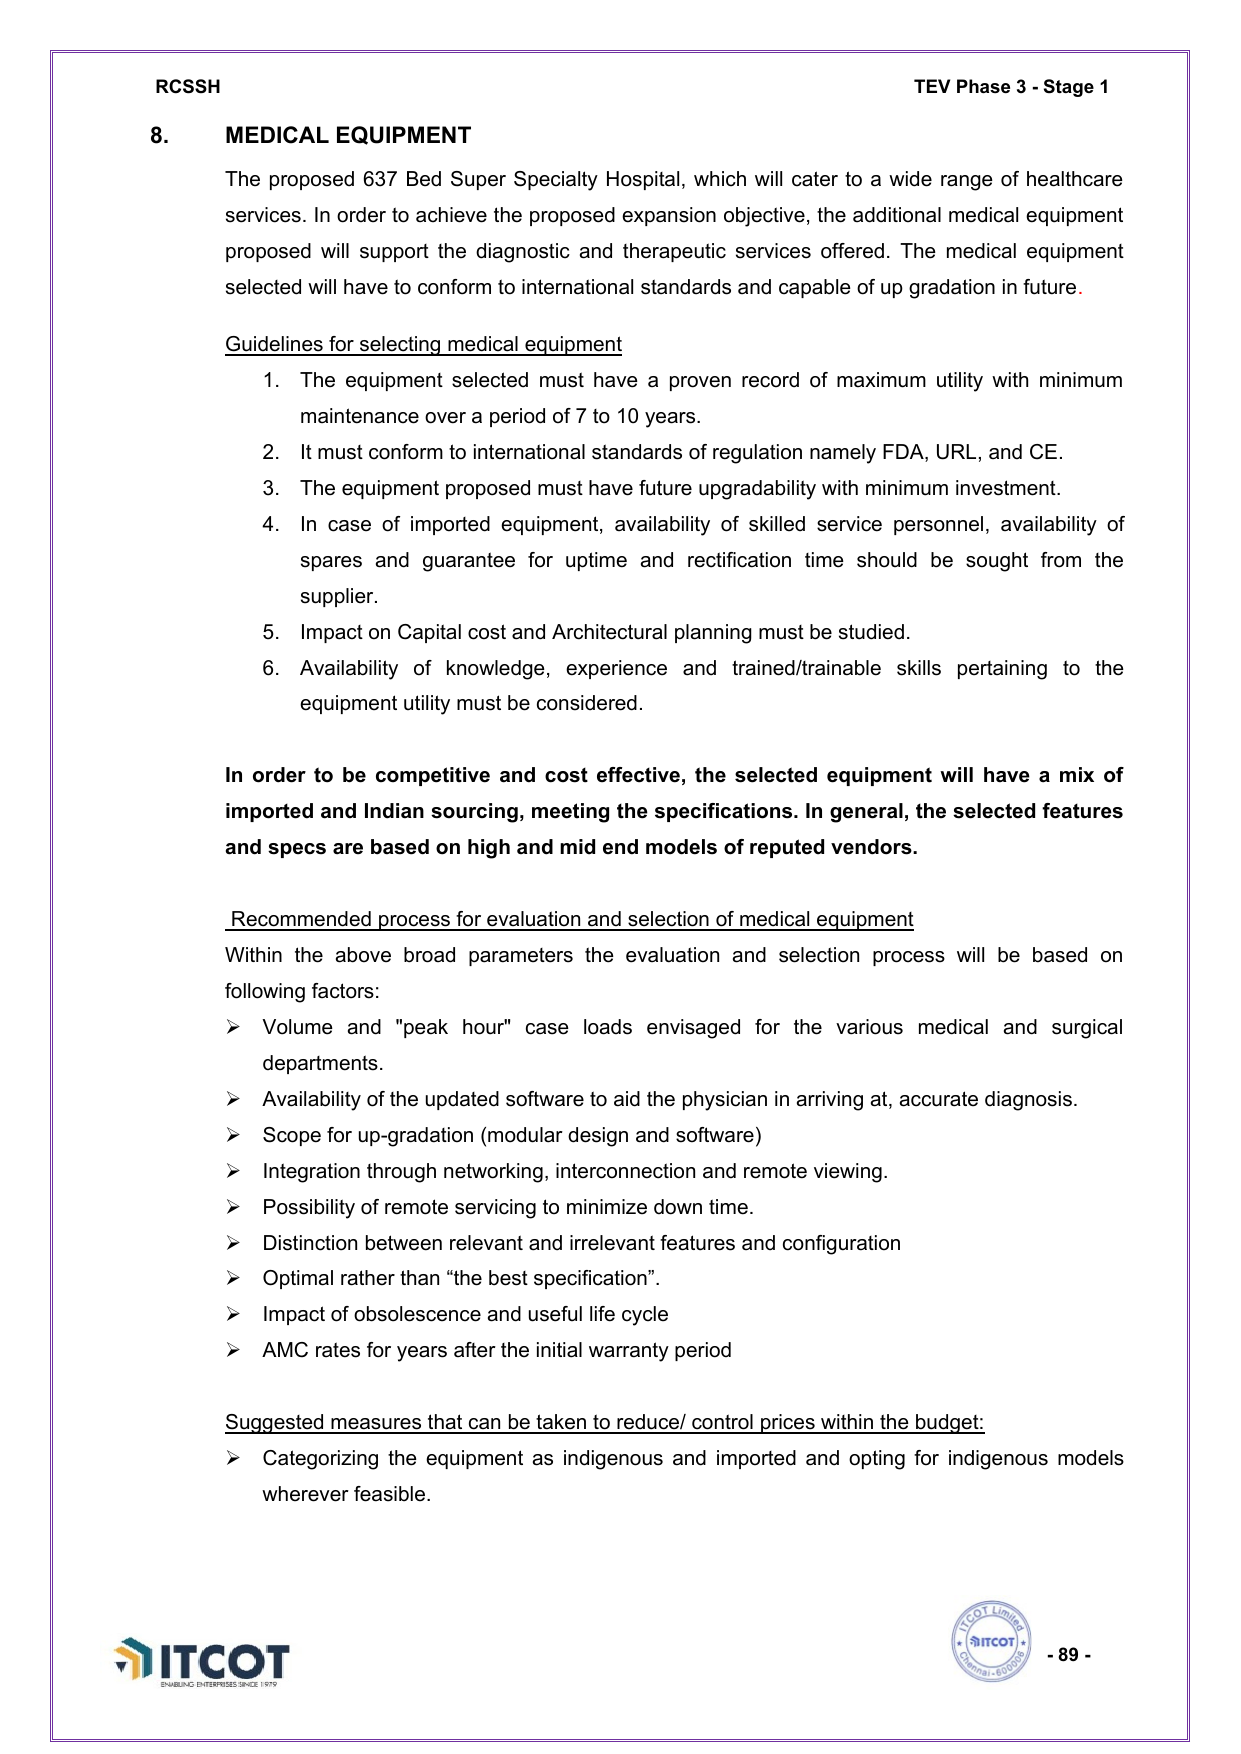 RCSSH TEV Phase 3 - Stage 1
8. MEDICAL EQUIPMENT
The proposed 637 Bed Super Specialty Hospital, which will cater to a wide range of healthcare
services. In order to achieve the proposed expansion objective, the additional medical equipment
proposed will support the diagnostic and therapeutic services offered. The medical equipment
selected will have to conform to international standards and capable of up gradation in future.
Guidelines for selecting medical equipment
1. The equipment selected must have a proven record of maximum utility with minimum
maintenance over a period of 7 to 10 years.
2. It must conform to international standards of regulation namely FDA, URL, and CE.
3. The equipment proposed must have future upgradability with minimum investment.
4. In case of imported equipment, availability of skilled service personnel, availability of
spares and guarantee for uptime and rectification time should be sought from the
supplier.
5. Impact on Capital cost and Architectural planning must be studied.
6. Availability of knowledge, experience and trained/trainable skills pertaining to the
equipment utility must be considered.
In order to be competitive and cost effective, the selected equipment will have a mix of
imported and Indian sourcing, meeting the specifications. In general, the selected features
and specs are based on high and mid end models of reputed vendors.
Recommended process for evaluation and selection of medical equipment
Within the above broad parameters the evaluation and selection process will be based on
following factors:
➢ Volume and "peak hour" case loads envisaged for the various medical and surgical
departments.
➢ Availability of the updated software to aid the physician in arriving at, accurate diagnosis.
➢ Scope for up-gradation (modular design and software)
➢ Integration through networking, interconnection and remote viewing.
➢ Possibility of remote servicing to minimize down time.
➢ Distinction between relevant and irrelevant features and configuration
➢ Optimal rather than “the best specification”.
➢ Impact of obsolescence and useful life cycle
➢ AMC rates for years after the initial warranty period
Suggested measures that can be taken to reduce/ control prices within the budget:
➢ Categorizing the equipment as indigenous and imported and opting for indigenous models
wherever feasible.
ITCOT
ENABLING ENTERPRISES SINCE 1979
ITCOT Limited
ITCOT
Chennai-600006
- 89 -